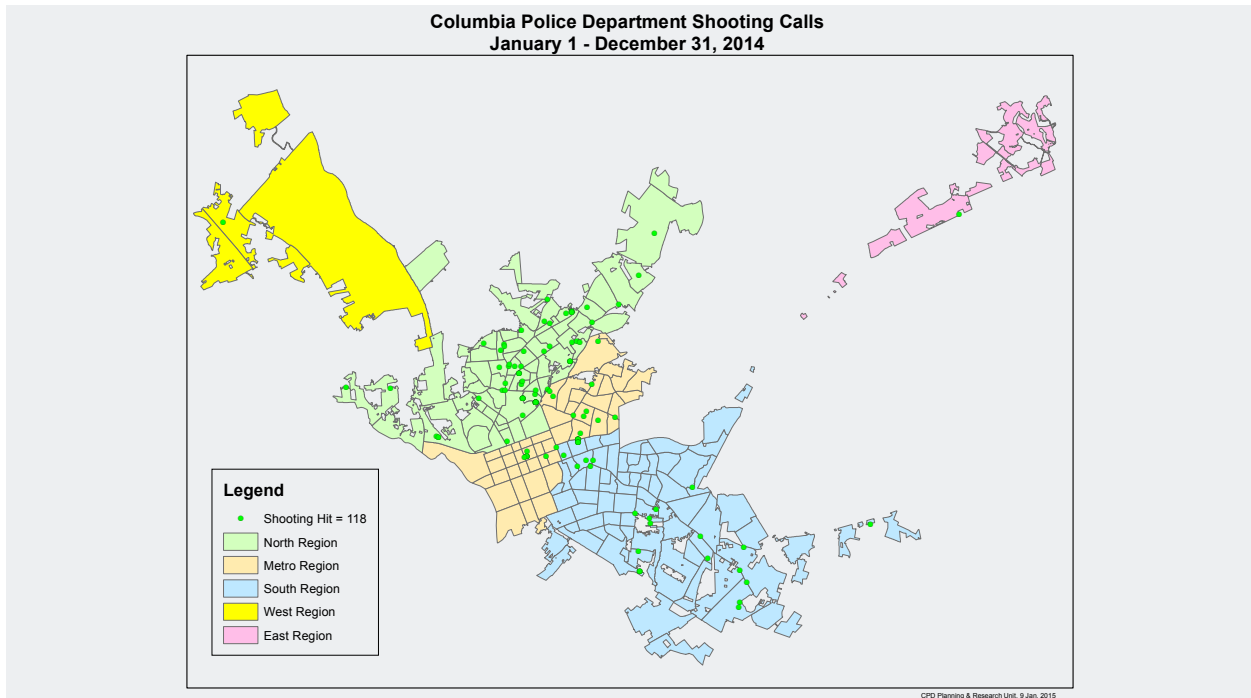 Columbia Police Department Shooting Calls
January 1 - December 31, 2014
Legend
Shooting Hit = 118
North Region
Metro Region
South Region
West Region
East Region
CPD Planning & Research Unit, 9 Jan. 2015